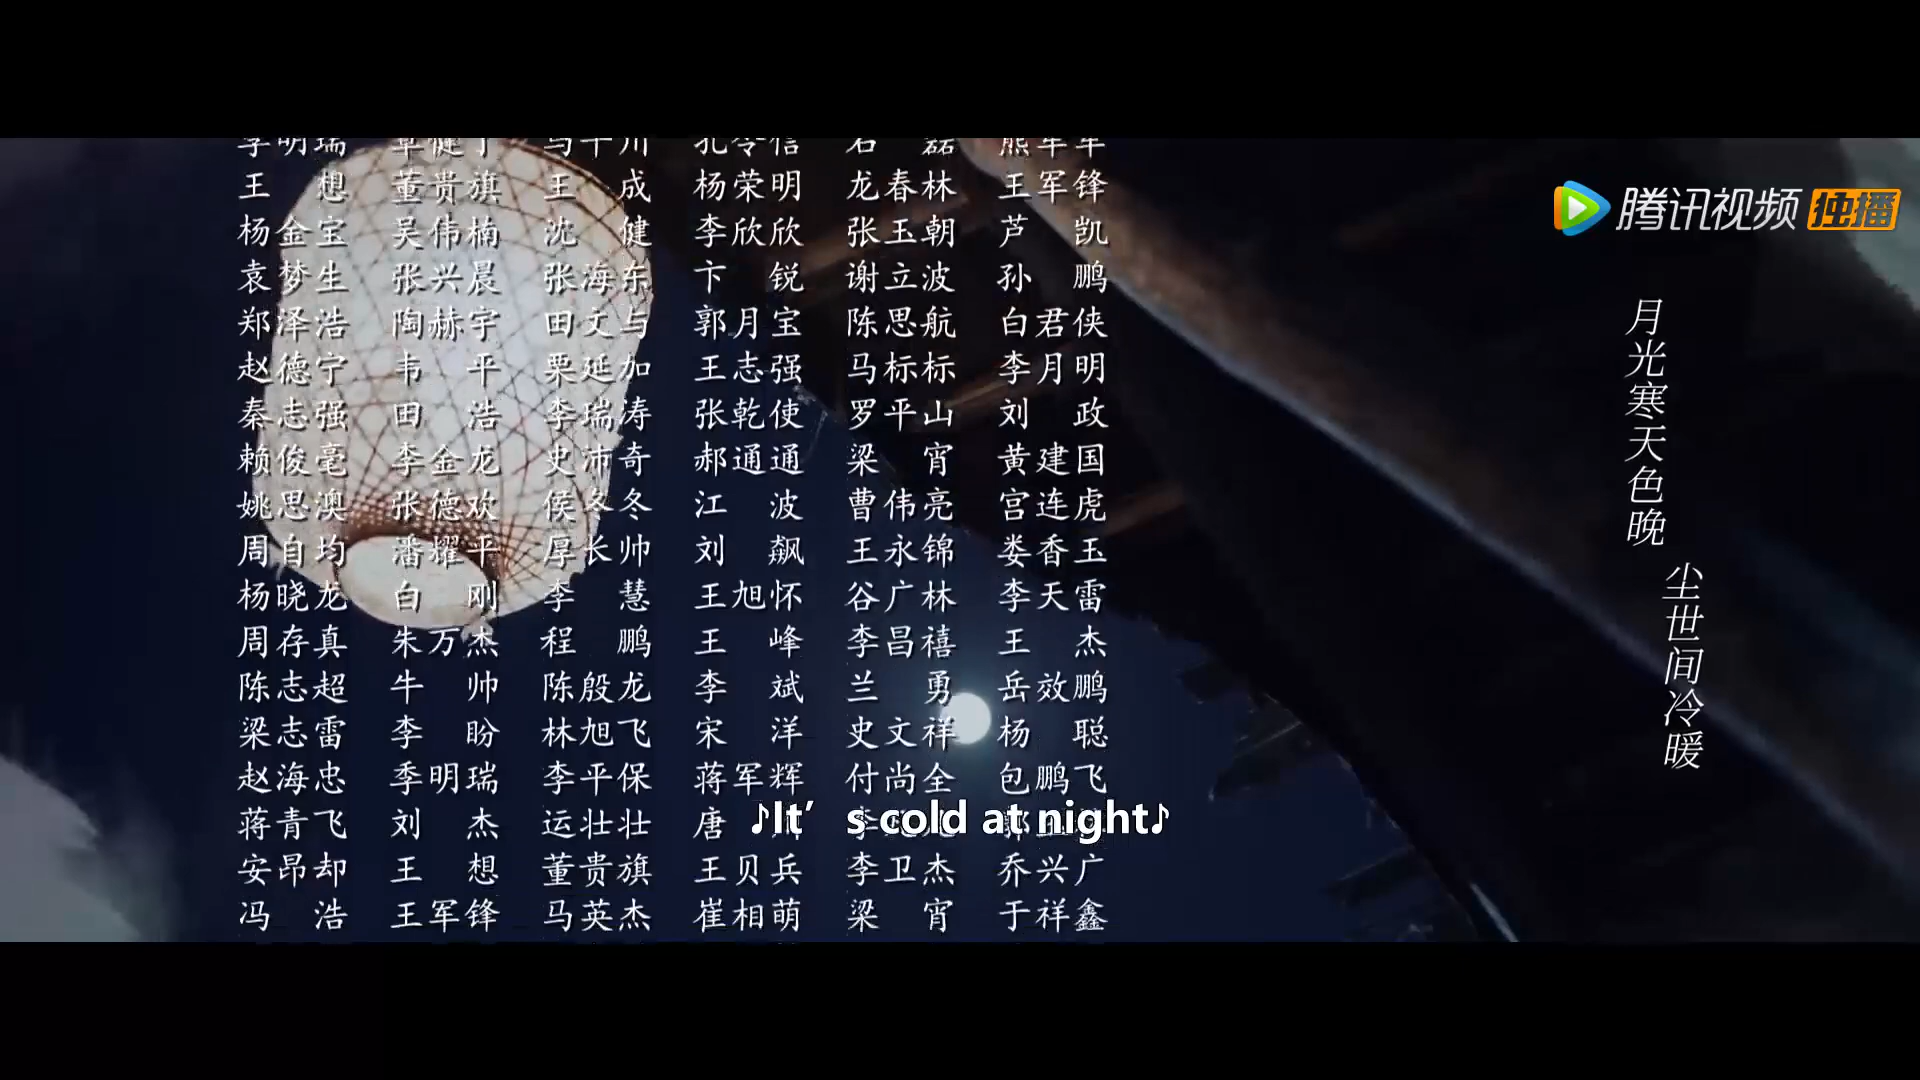 王想 董贵旗 王成 杨荣明 龙春林 王军锋
杨金宝 吴伟楠 沈健 李欣欣 张玉朝 芦凯
袁梦生 张兴晨 张海东 卞锐 谢立波 孙鹏
郑泽浩 陶赫宇 田文与 郭月宝 陈思航 白君侠
赵德宁 韦平 栗延加 王志强 马标标 李月明
秦志强 田浩 李瑞涛 张乾使 罗平山 刘政
赖俊毫 李金龙 史沛奇 郝通通 梁宵 黄建国
姚思澳 张德欢 侯冬冬 江波 曹伟亮 宫连虎
周自均 潘耀平 厚长帅 刘飙 王永锦 娄香玉
杨晓龙 白刚 李慧 王旭怀 谷广林 李天雷
周存真 朱万杰 程鹏 王峰 李昌禧 王杰
陈志超 牛帅 陈殷龙 李斌 兰勇 岳效鹏
梁志雷 李盼 林旭飞 宋洋 史文祥 杨聪
赵海忠 季明瑞 李平保 蒋军辉 付尚全 包鹏飞
蒋青飞 刘杰 运壮壮 唐
安昂却 王想 董贵旗 王贝兵 李卫杰 乔兴广
冯浩 王军锋 马英杰 崔相萌 梁宵 于祥鑫
♪It's cold at night♪
腾讯视频 独播
月光寒天色晚
尘世间冷暖